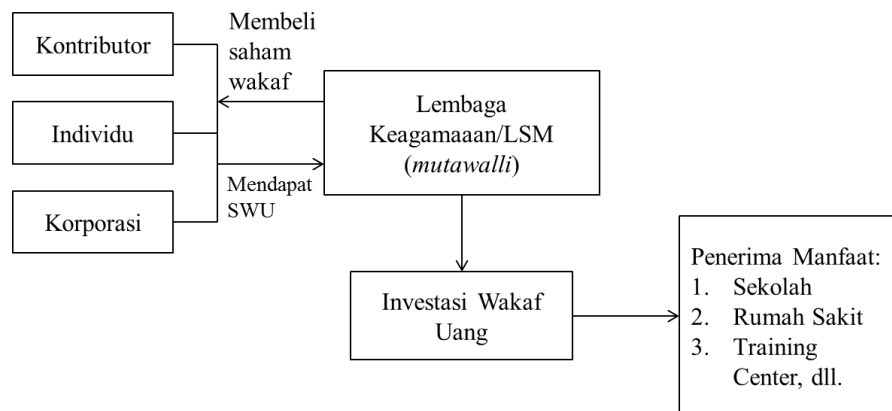 Kontributor
Individu
Korporasi
Membeli
saham
wakaf
Mendapat
SWU
Lembaga
Keagamaaan/LSM
(mutawalli)
Investasi Wakaf
Uang
Penerima Manfaat:
1. Sekolah
2. Rumah Sakit
3. Training
Center, dll.